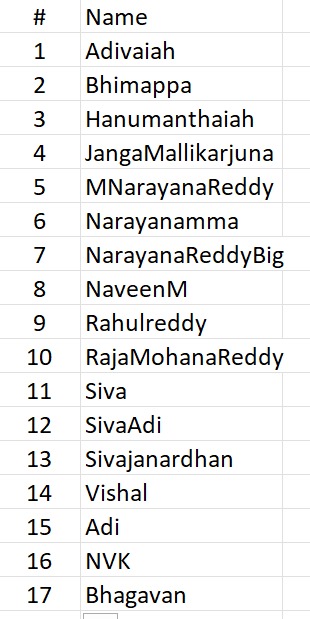 # Name
1 Adivaiah
2 Bhimappa
3 Hanumanthaiah
4 JangaMallikarjuna
5 MNarayanaReddy
6 Narayanamma
7 NarayanaReddyBig
8 NaveenM
9 Rahulreddy
10 RajaMohanaReddy
11 Siva
12 SivaAdi
13 Sivajanardhan
14 Vishal
15 Adi
16 NVK
17 Bhagavan